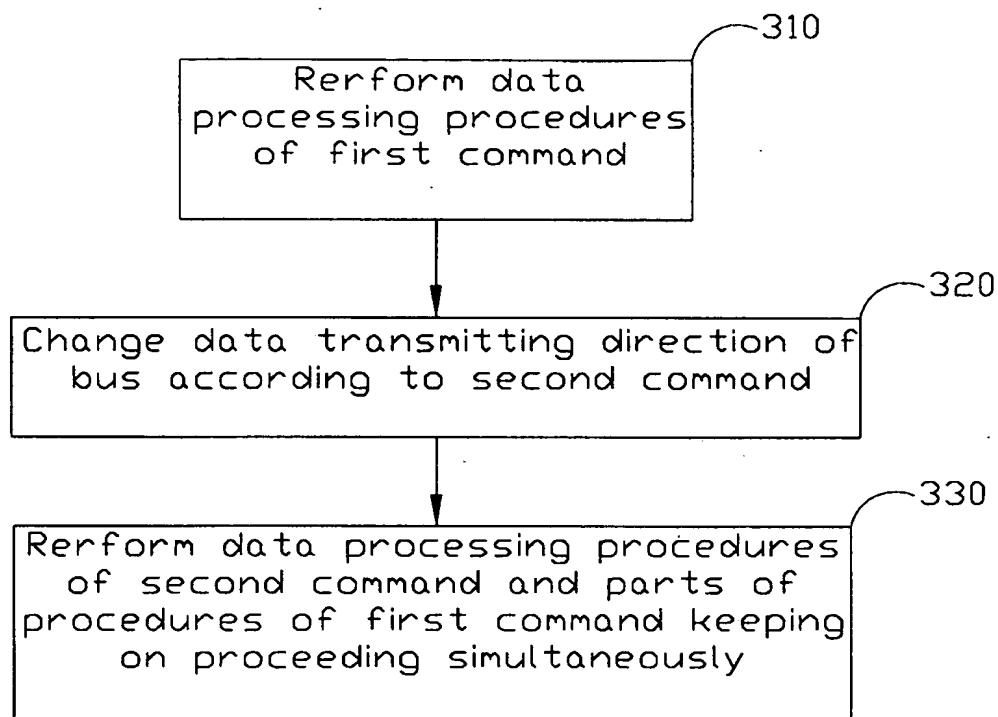 310
Rerform data
processing procedures
of first command
320
Change data transmitting direction of
bus according to second command
330
Rerform data processing procedures
of second command and parts of
procedures of first command keeping
on proceeding simultaneously